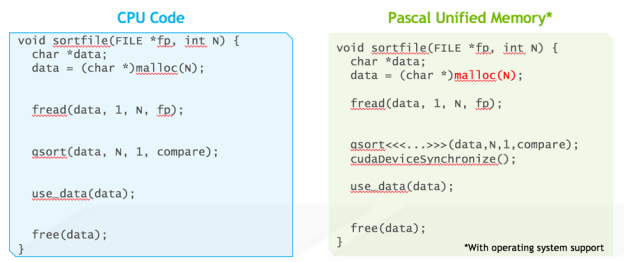 CPU Code
void sortfile(FILE *fp, int N) {
char *data;
data = (char *)malloc(N);
fread(data, 1, N, fp);
qsort(data, N, 1, compare);
use_data(data);
free(data);
}
Pascal Unified Memory*
void sortfile(FILE *fp, int N) {
char *data;
data = (char *)malloc(N);
fread(data, 1, N, fp);
qsort<<<...>>>(data,N,1,compare);
cudaDeviceSynchronize();
use_data(data);
free(data);
}
*With operating system support